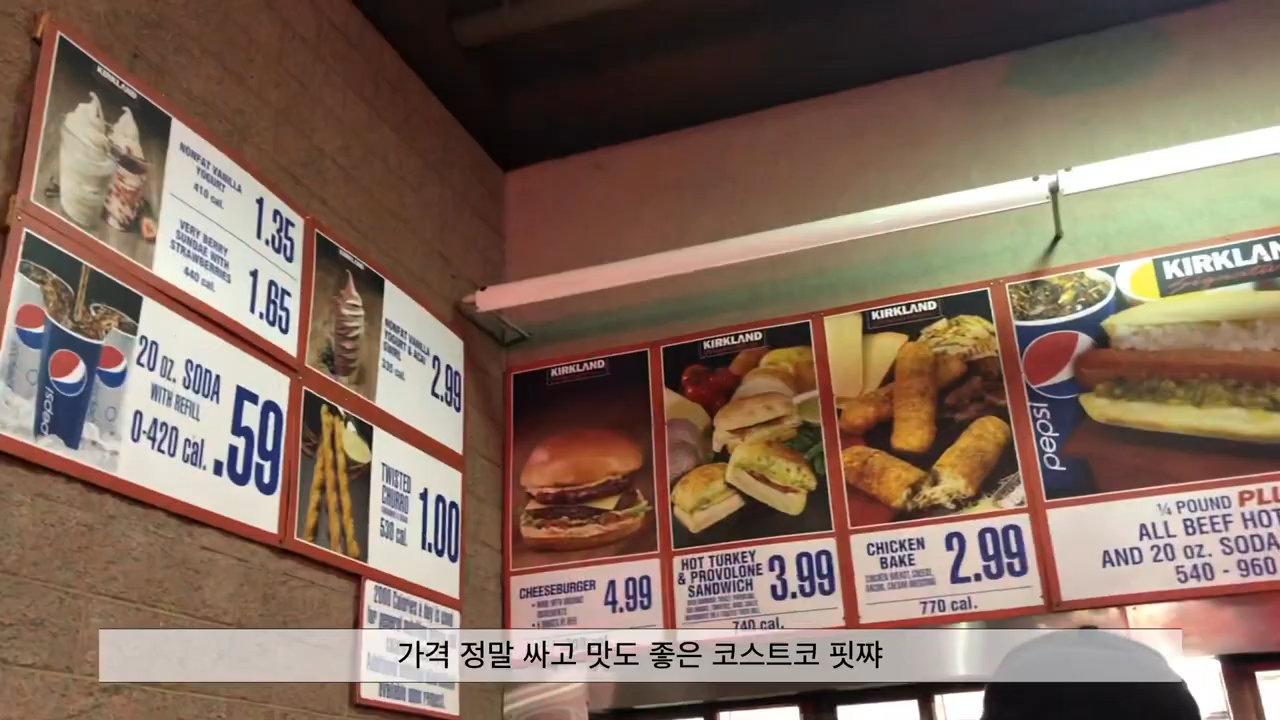 KIRKLAND
NONFAT VANILLA
YOGURT
410 cal.
1.35
VERY BERRY
SUNDAE WITH
STRAWBERRIES
440 cal.
1.65
pepsi
20 oz. SODA
WITH REFILL
0-420 cal.
.59
KIRKLAND
NONFAT VANILLA
YOGURT & ACAI
SWIRL
2.99
TWISTED
CHURRO
530 cal.
1.00
2000 Calories a day is
KIRKLAND
CHEESEBURGER
4.99
KIRKLAND
HOT TURKEY
& PROVOLONE
SANDWICH
3.99
740 cal.
KIRKLAND
CHICKEN
BAKE
2.99
770 cal.
KIRKLAN
pepsi
¼ POUND PLU
ALL BEEF HOT
AND 20 oz. SODA
540 - 960
가격 정말 싸고 맛도 좋은 코스트코 핏쨔